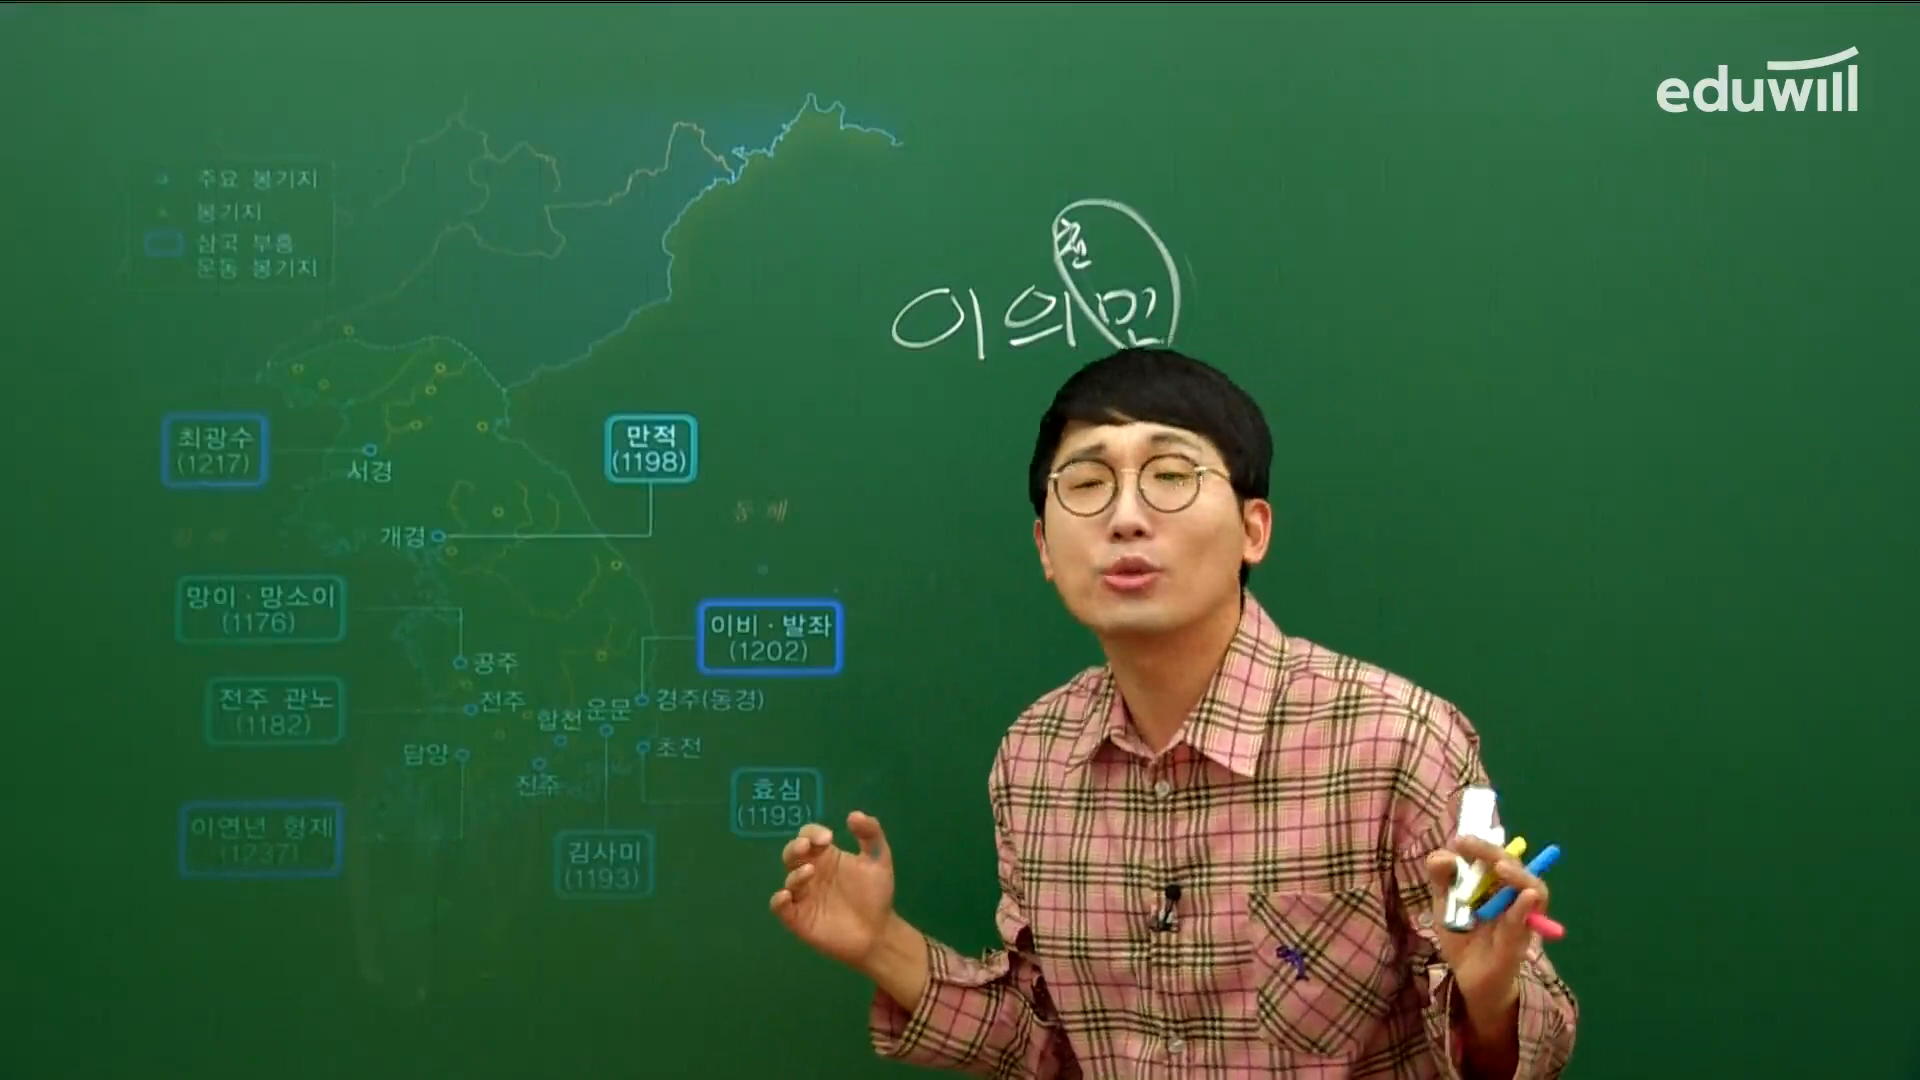 eduwill
주요 봉기지
봉기지
삼국 부흥
운동 봉기지
천
이의민
최광수
(1217)
서경
만적
(1198)
동해
개경
망이·망소이
(1176)
공주
이비·발좌
(1202)
전주 관노
(1182)
전주
합천
운문
경주(동경)
담양
진주
초전
효심
(1193)
이연년 형제
(1237)
김사미
(1193)